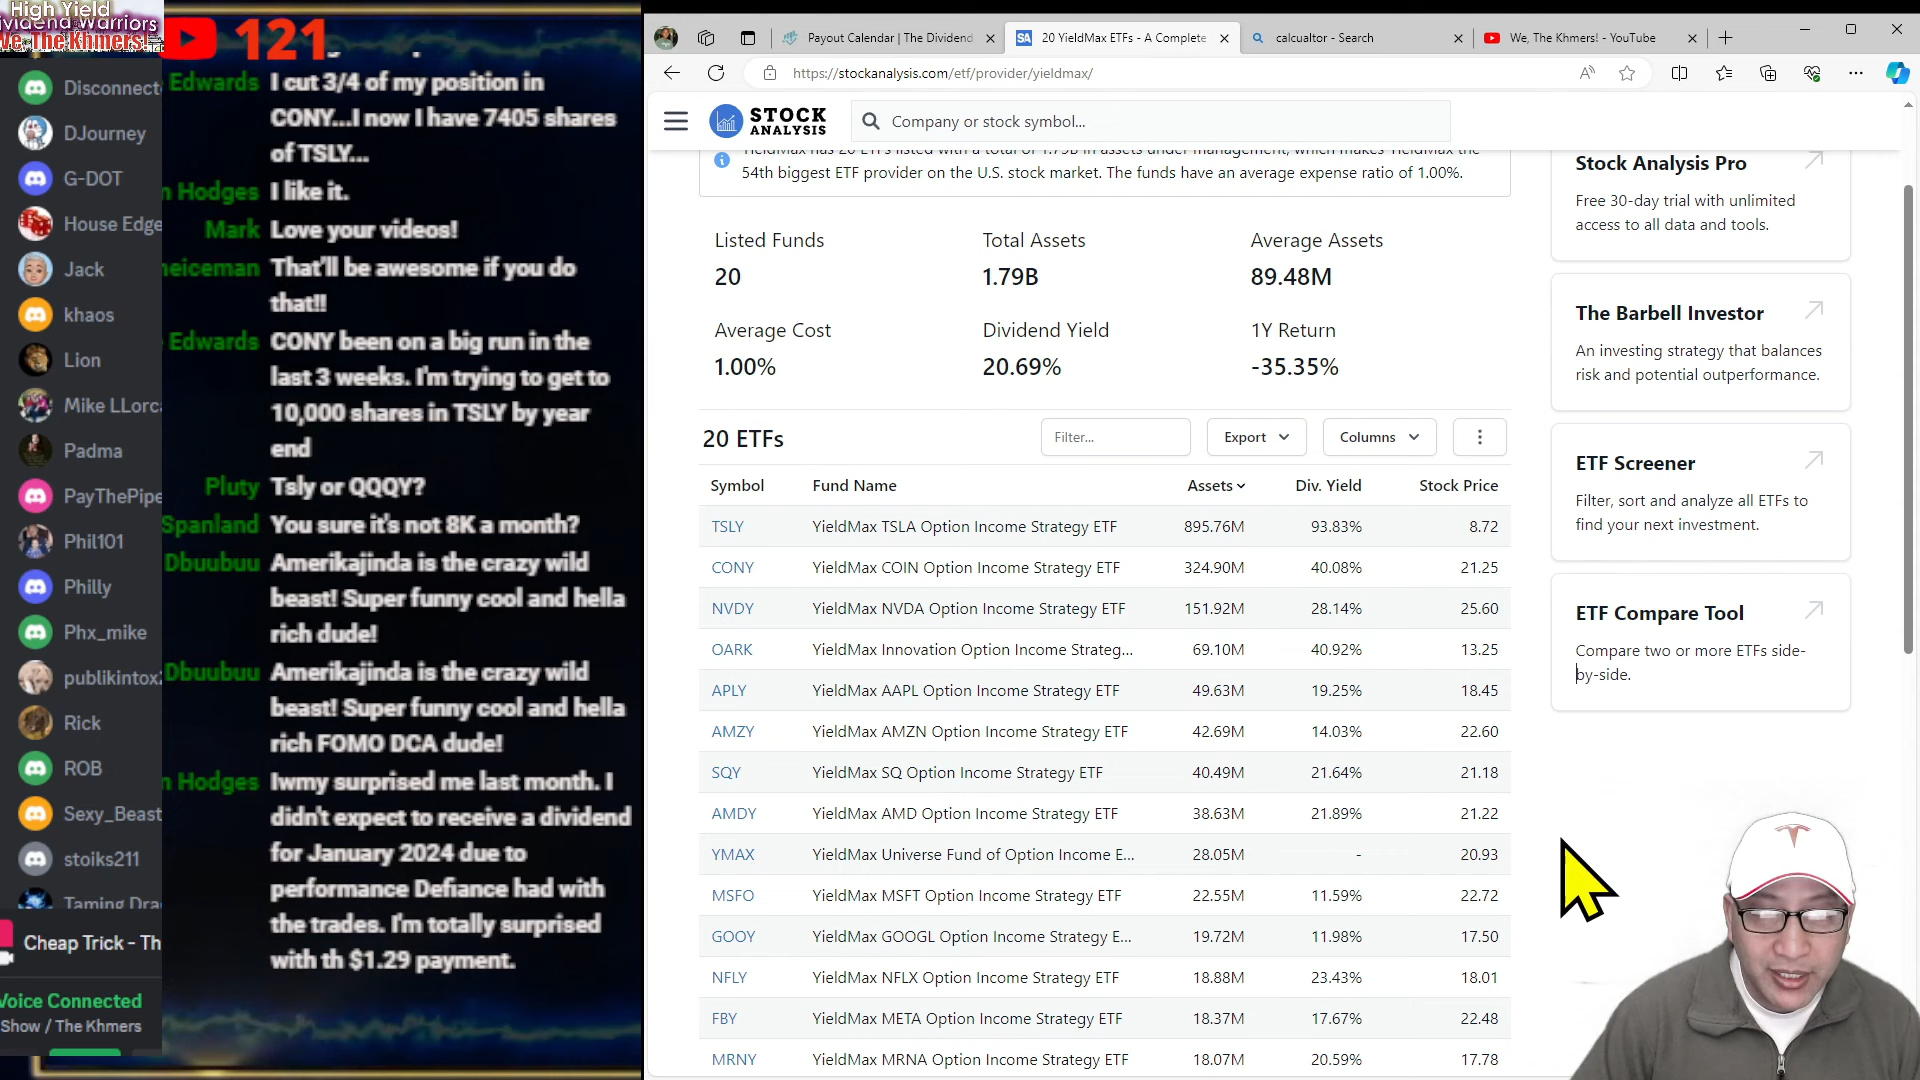 High Yield
Dividend Warriors
We, The Khmers!
121
Disconnect
DJourney
G-DOT
House Edge
Jack
khaos
Lion
Mike LLorca
Padma
PayThePipe
Phil101
Philly
Phx_mike
publikintox
Rick
ROB
Sexy_Beast
stoiks211
Taming Dra
Cheap Trick - Th
Voice Connected
Show / The Khmers
Edwards I cut 3/4 of my position in
CONY...I now I have 7405 shares
of TSLY...
n Hodges I like it.
Mark Love your videos!
neiceman That'll be awesome if you do
that!!
Edwards CONY been on a big run in the
last 3 weeks. I'm trying to get to
10,000 shares in TSLY by year
end
Pluty Tsly or QQQY?
Spanland You sure it's not 8K a month?
Dbuubuu Amerikajinda is the crazy wild
beast! Super funny cool and hella
rich dude!
Dbuubuu Amerikajinda is the crazy wild
beast! Super funny cool and hella
rich FOMO DCA dude!
n Hodges Iwmy surprised me last month. I
didn't expect to receive a dividend
for January 2024 due to
performance Defiance had with
the trades. I'm totally surprised
with th $1.29 payment.
Payout Calendar | The Dividend
SA 20 YieldMax ETFs - A Complete
calcualtor - Search
We, The Khmers! - YouTube
https://stockanalysis.com/etf/provider/yieldmax/
STOCK
ANALYSIS
Company or stock symbol...
YieldMax has 20 ETFs listed with a total of 1.79B in assets under management, which makes YieldMax the
54th biggest ETF provider on the U.S. stock market. The funds have an average expense ratio of 1.00%.
Listed Funds Total Assets Average Assets
20 1.79B 89.48M
Average Cost Dividend Yield 1Y Return
1.00% 20.69% -35.35%
20 ETFs Filter... Export Columns
Symbol Fund Name Assets Div. Yield Stock Price
TSLY YieldMax TSLA Option Income Strategy ETF 895.76M 93.83% 8.72
CONY YieldMax COIN Option Income Strategy ETF 324.90M 40.08% 21.25
NVDY YieldMax NVDA Option Income Strategy ETF 151.92M 28.14% 25.60
OARK YieldMax Innovation Option Income Strateg... 69.10M 40.92% 13.25
APLY YieldMax AAPL Option Income Strategy ETF 49.63M 19.25% 18.45
AMZY YieldMax AMZN Option Income Strategy ETF 42.69M 14.03% 22.60
SQY YieldMax SQ Option Income Strategy ETF 40.49M 21.64% 21.18
AMDY YieldMax AMD Option Income Strategy ETF 38.63M 21.89% 21.22
YMAX YieldMax Universe Fund of Option Income E... 28.05M - 20.93
MSFO YieldMax MSFT Option Income Strategy ETF 22.55M 11.59% 22.72
GOOY YieldMax GOOGL Option Income Strategy E... 19.72M 11.98% 17.50
NFLY YieldMax NFLX Option Income Strategy ETF 18.88M 23.43% 18.01
FBY YieldMax META Option Income Strategy ETF 18.37M 17.67% 22.48
MRNY YieldMax MRNA Option Income Strategy ETF 18.07M 20.59% 17.78
Stock Analysis Pro
Free 30-day trial with unlimited
access to all data and tools.
The Barbell Investor
An investing strategy that balances
risk and potential outperformance.
ETF Screener
Filter, sort and analyze all ETFs to
find your next investment.
ETF Compare Tool
Compare two or more ETFs side-
by-side.